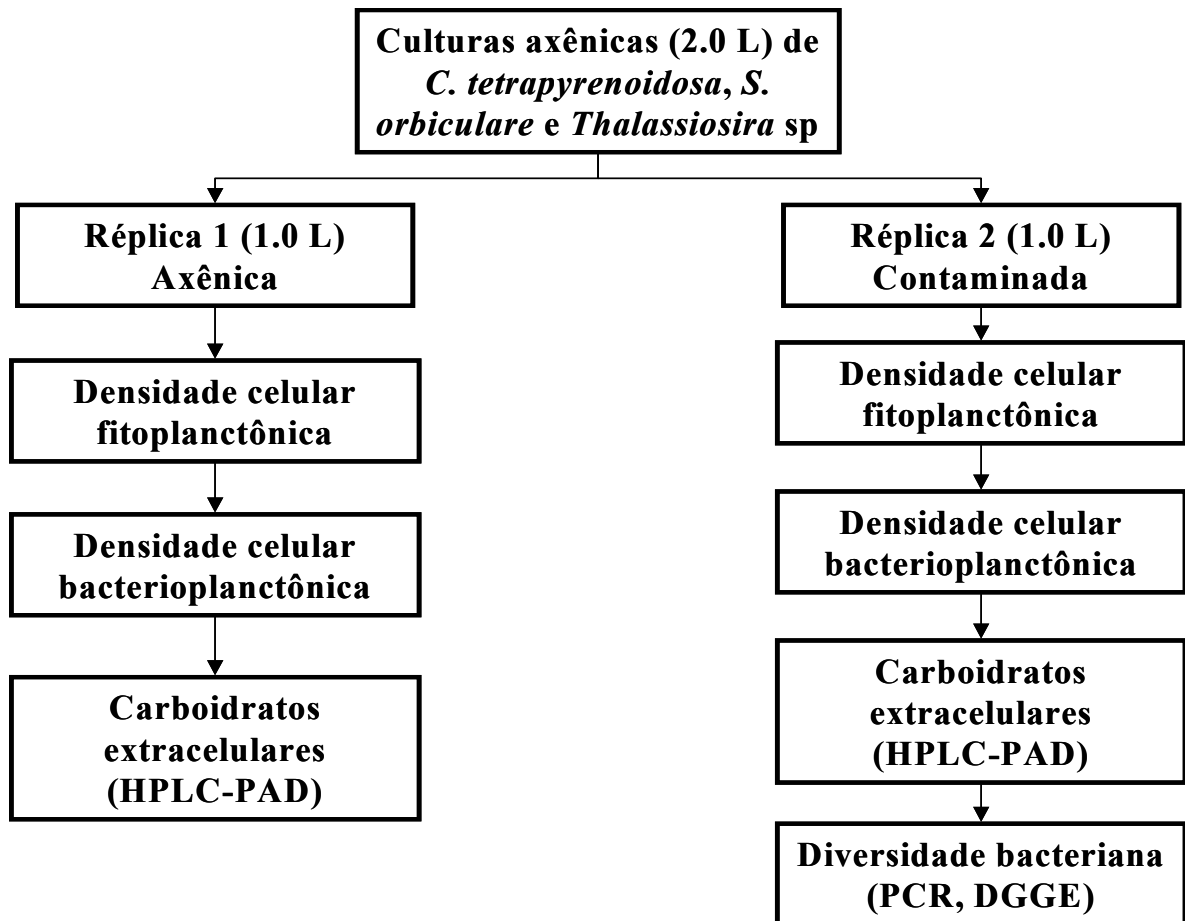 Culturas axênicas (2.0 L) de
C. tetrapyrenoidosa, S.
orbiculare e Thalassiosira sp
Réplica 1 (1.0 L)
Axênica
Densidade celular
fitoplanctônica
Densidade celular
bacterioplanctônica
Carboidratos
extracelulares
(HPLC-PAD)
Réplica 2 (1.0 L)
Contaminada
Densidade celular
fitoplanctônica
Densidade celular
bacterioplanctônica
Carboidratos
extracelulares
(HPLC-PAD)
Diversidade bacteriana
(PCR, DGGE)